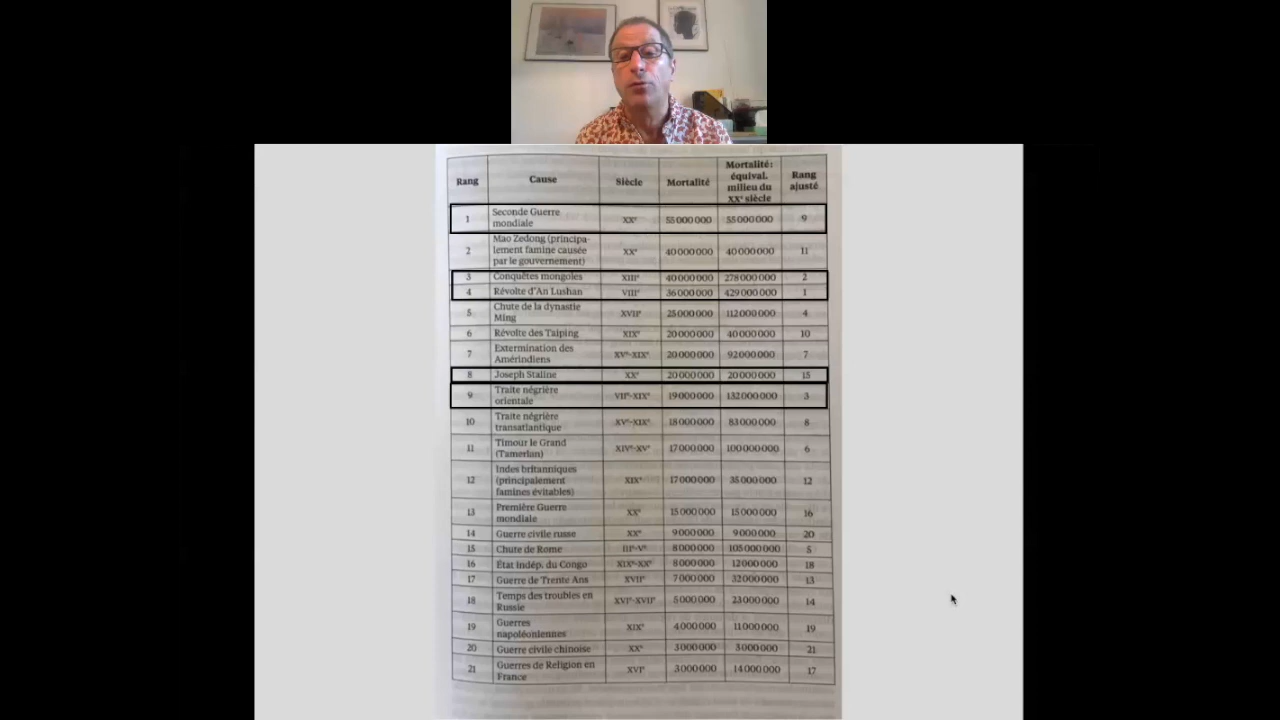 Rang Cause Siècle Mortalité Mortalité: équival. milieu du XXᵉ siècle Rang ajusté
1 Seconde Guerre mondiale XXᵉ 55 000 000 55 000 000 9
2 Mao Zedong (principalement famine causée par le gouvernement) XXᵉ 40 000 000 40 000 000 11
3 Conquêtes mongoles XIIIᵉ 40 000 000 278 000 000 2
4 Révolte d'An Lushan VIIIᵉ 36 000 000 429 000 000 1
5 Chute de la dynastie Ming XVIIᵉ 25 000 000 112 000 000 4
6 Révolte des Taiping XIXᵉ 20 000 000 40 000 000 10
7 Extermination des Amérindiens XVᵉ-XIXᵉ 20 000 000 92 000 000 7
8 Joseph Staline XXᵉ 20 000 000 20 000 000 15
9 Traite négrière orientale VIIᵉ-XIXᵉ 19 000 000 132 000 000 3
10 Traite négrière transatlantique XVᵉ-XIXᵉ 18 000 000 83 000 000 8
11 Timour le Grand (Tamerlan) XIVᵉ-XVᵉ 17 000 000 100 000 000 6
12 Indes britanniques (principalement famines évitables) XIXᵉ 17 000 000 35 000 000 12
13 Première Guerre mondiale XXᵉ 15 000 000 15 000 000 16
14 Guerre civile russe XXᵉ 9 000 000 9 000 000 20
15 Chute de Rome IIIᵉ-Vᵉ 8 000 000 105 000 000 5
16 État indép. du Congo XIXᵉ-XXᵉ 8 000 000 12 000 000 18
17 Guerre de Trente Ans XVIIᵉ 7 000 000 32 000 000 13
18 Temps des troubles en Russie XVIᵉ-XVIIᵉ 5 000 000 23 000 000 14
19 Guerres napoléoniennes XIXᵉ 4 000 000 11 000 000 19
20 Guerre civile chinoise XXᵉ 3 000 000 3 000 000 21
21 Guerres de Religion en France XVIᵉ 3 000 000 14 000 000 17